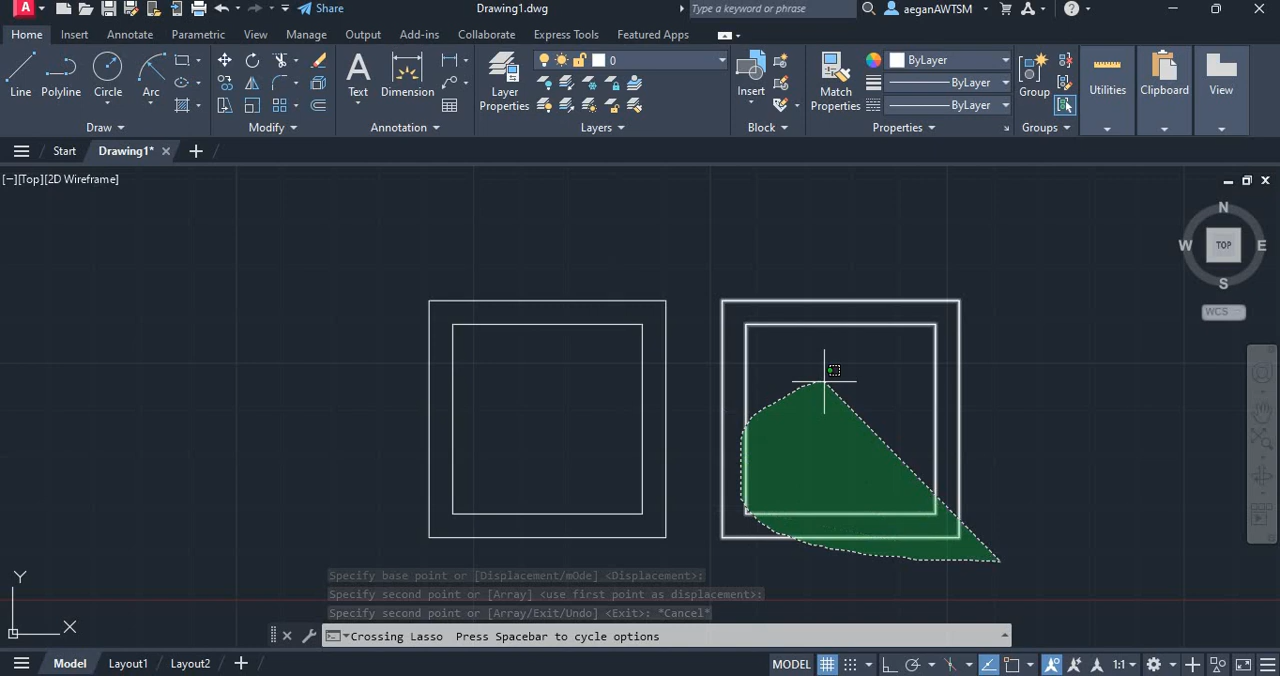 A Share Drawing1.dwg Type a keyword or phrase aeganAWTSM
Home Insert Annotate Parametric View Manage Output Add-ins Collaborate Express Tools Featured Apps
0
ByLayer
ByLayer
ByLayer
Line Polyline Circle Arc A Text Dimension Layer Properties Insert Match Properties Group Utilities Clipboard View
Draw Modify Annotation Layers Block Properties Groups
Start Drawing1*
[−][Top][2D Wireframe]
N
W TOP E
S
WCS
Specify base point or [Displacement/mOde] <Displacement>:
Specify second point or [Array] <use first point as displacement>:
Specify second point or [Array/Exit/Undo] <Exit>: *Cancel*
Crossing Lasso Press Spacebar to cycle options
Y
X
Model Layout1 Layout2 MODEL 1:1